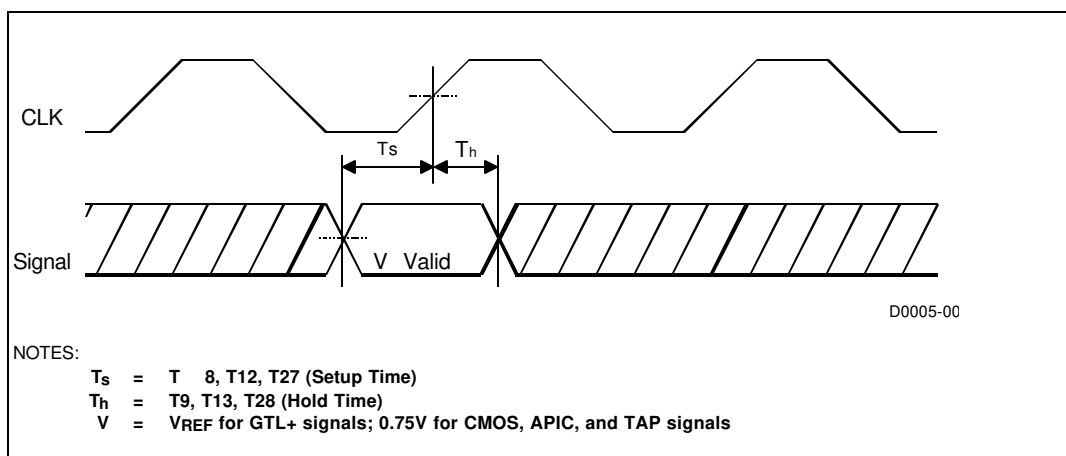 CLK
Ts Th
Signal
V Valid
D0005-00
NOTES:
Ts = T 8, T12, T27 (Setup Time)
Th = T9, T13, T28 (Hold Time)
V = VREF for GTL+ signals; 0.75V for CMOS, APIC, and TAP signals